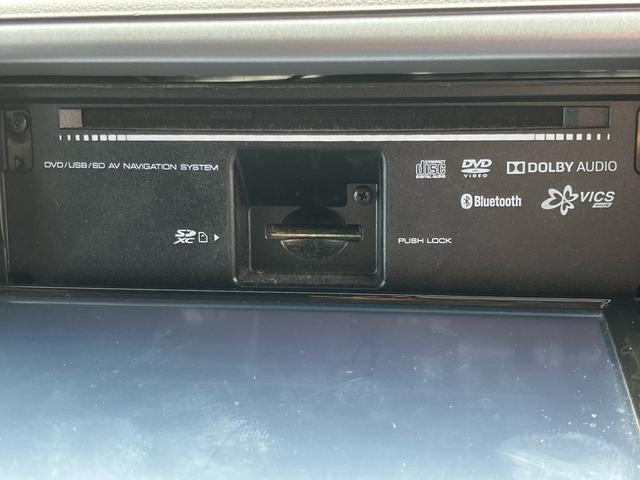 DVD/USB/SD AV NAVIGATION SYSTEM
COMPACT disc DIGITAL AUDIO
DVD VIDEO
DOLBY AUDIO
Bluetooth
VICS WIDE
SD XC
PUSH LOCK